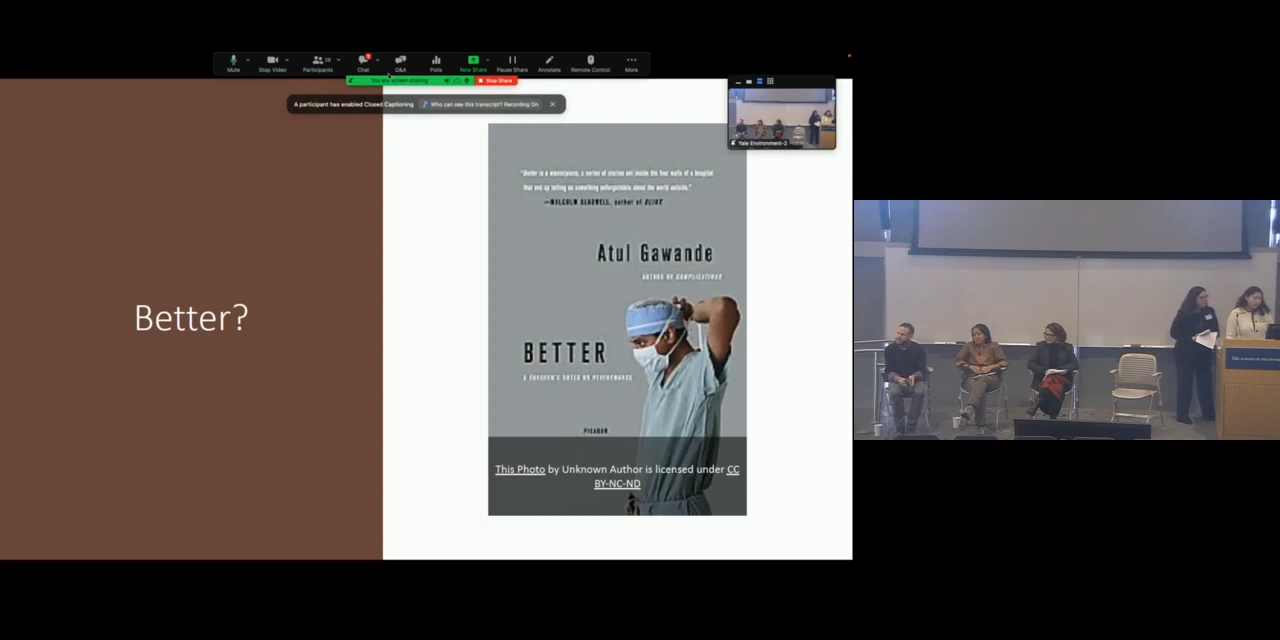 Mute
Stop Video
Participants
Chat
Q&A
Polls
New Share
Pause Share
Annotate
Remote Control
More
You are screen sharing
Stop Share
A participant has enabled Closed Captioning
Who can see this transcript? Recording On
Yale Environment-2
Better?
"Better is a masterpiece, a series of stories set inside the four walls of a hospital
that end up telling us something unforgettable about the world outside."
—MALCOLM GLADWELL, author of BLINK
Atul Gawande
AUTHOR OF COMPLICATIONS
BETTER
A SURGEON'S NOTES ON PERFORMANCE
PICADOR
This Photo by Unknown Author is licensed under CC
BY-NC-ND